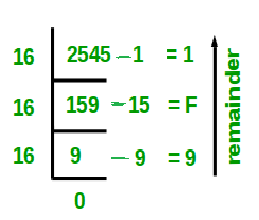 16 2545 – 1 = 1
16 159 – 15 = F
16 9 – 9 = 9
0
remainder